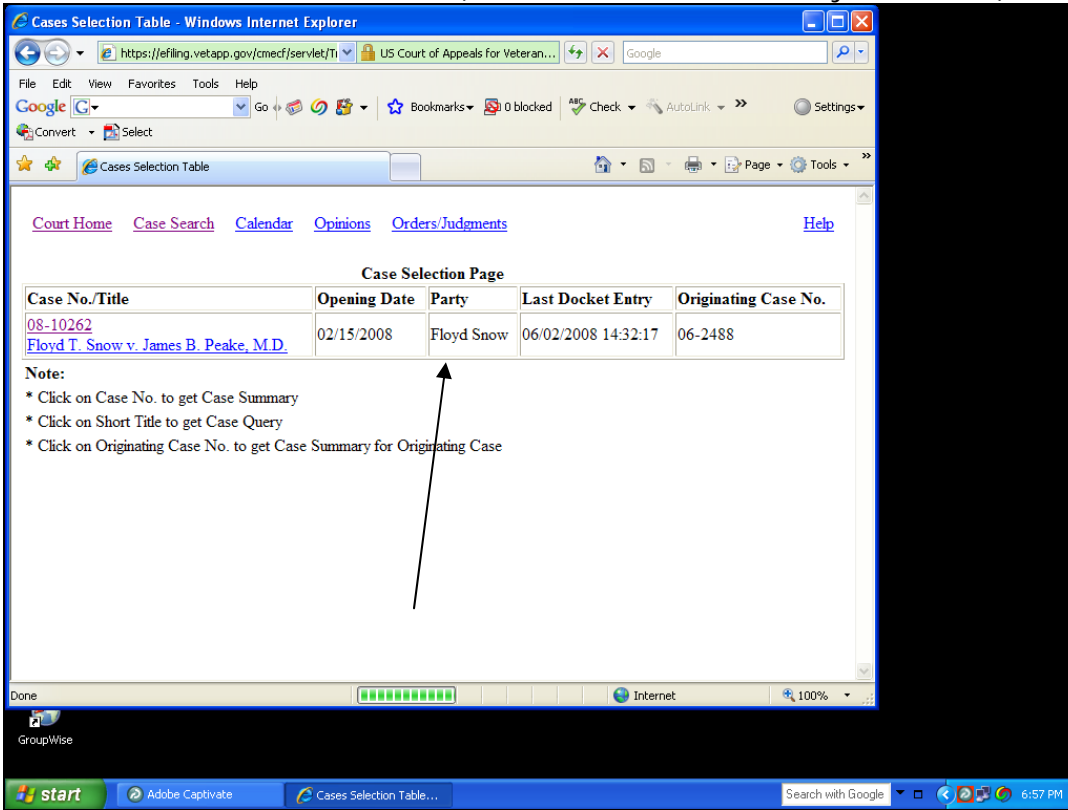 Cases Selection Table - Windows Internet Explorer
https://efiling.vetapp.gov/cmecf/servlet/Tr US Court of Appeals for Veteran... Google
File Edit View Favorites Tools Help
Google G Go Bookmarks 0 blocked ABC Check AutoLink » Settings
Convert Select
Cases Selection Table Page Tools »
Court Home Case Search Calendar Opinions Orders/Judgments Help
Case Selection Page
Case No./Title Opening Date Party Last Docket Entry Originating Case No.
08-10262
Floyd T. Snow v. James B. Peake, M.D. 02/15/2008 Floyd Snow 06/02/2008 14:32:17 06-2488
Note:
* Click on Case No. to get Case Summary
* Click on Short Title to get Case Query
* Click on Originating Case No. to get Case Summary for Originating Case
Done Internet 100%
GroupWise
start Adobe Captivate Cases Selection Table... Search with Google 6:57 PM